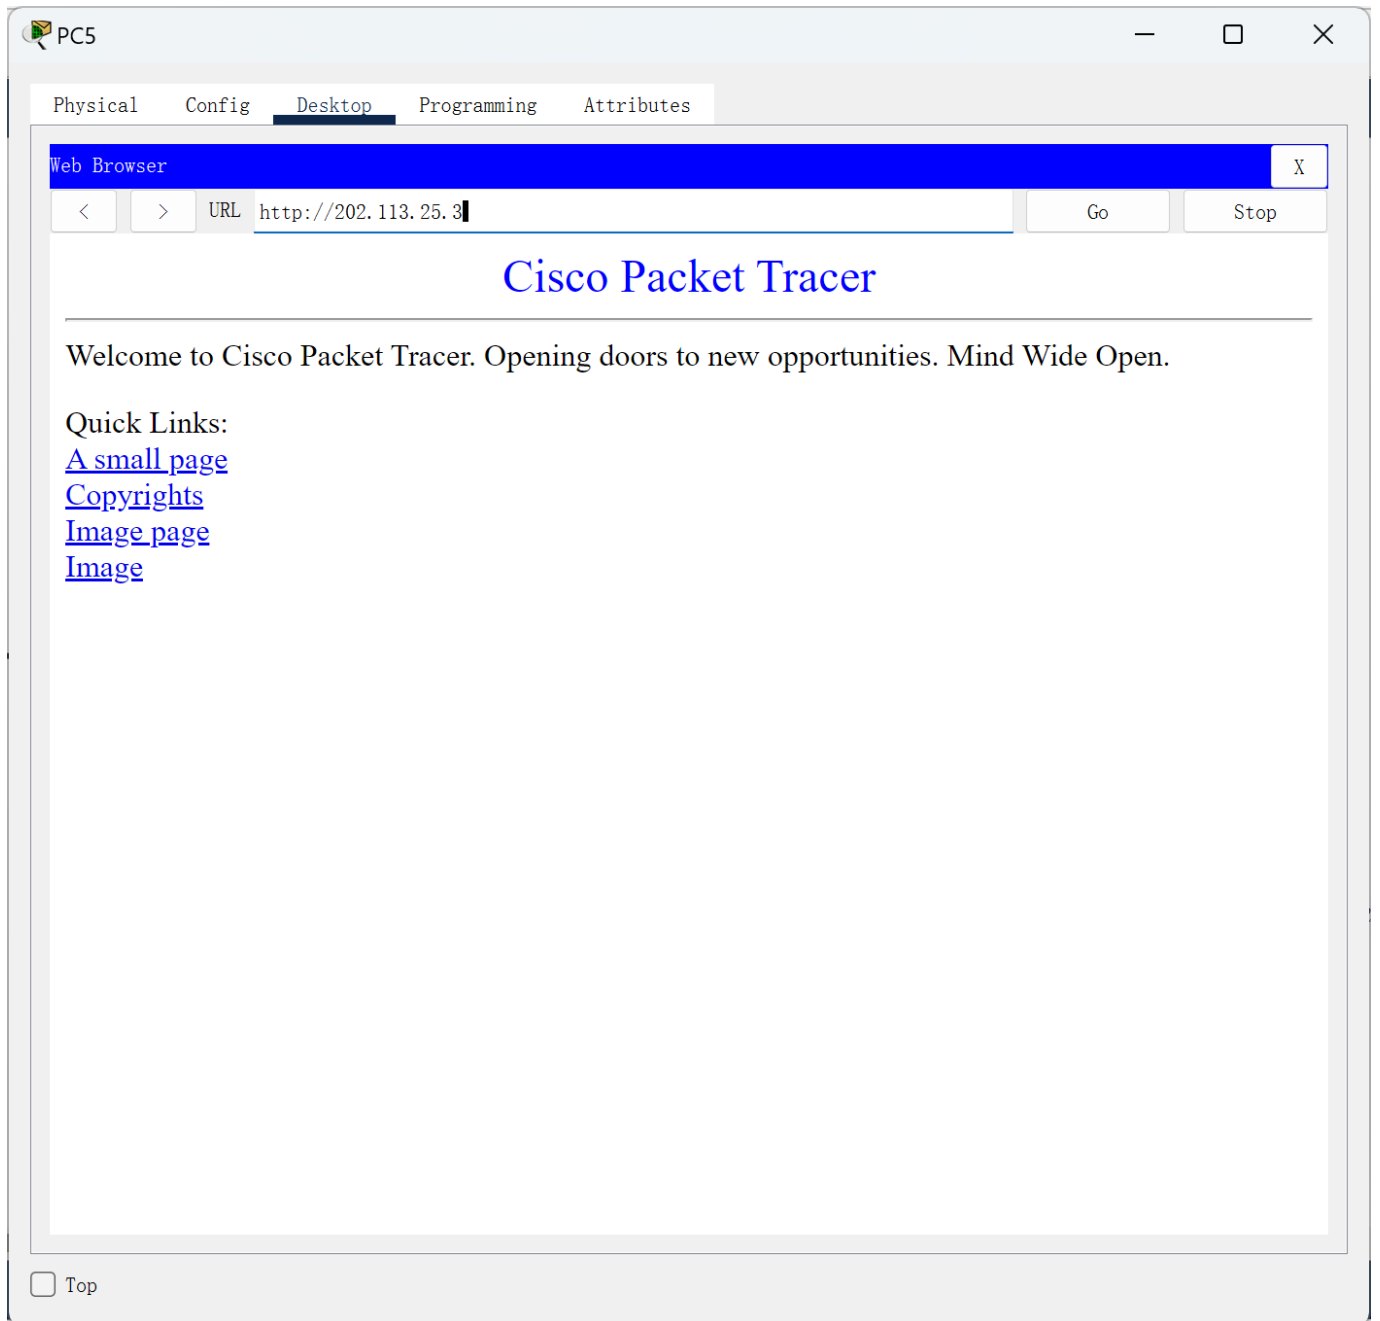 PC5
Physical Config Desktop Programming Attributes
Web Browser X
< > URL http://202.113.25.3 Go Stop
Cisco Packet Tracer
Welcome to Cisco Packet Tracer. Opening doors to new opportunities. Mind Wide Open.
Quick Links:
A small page
Copyrights
Image page
Image
Top